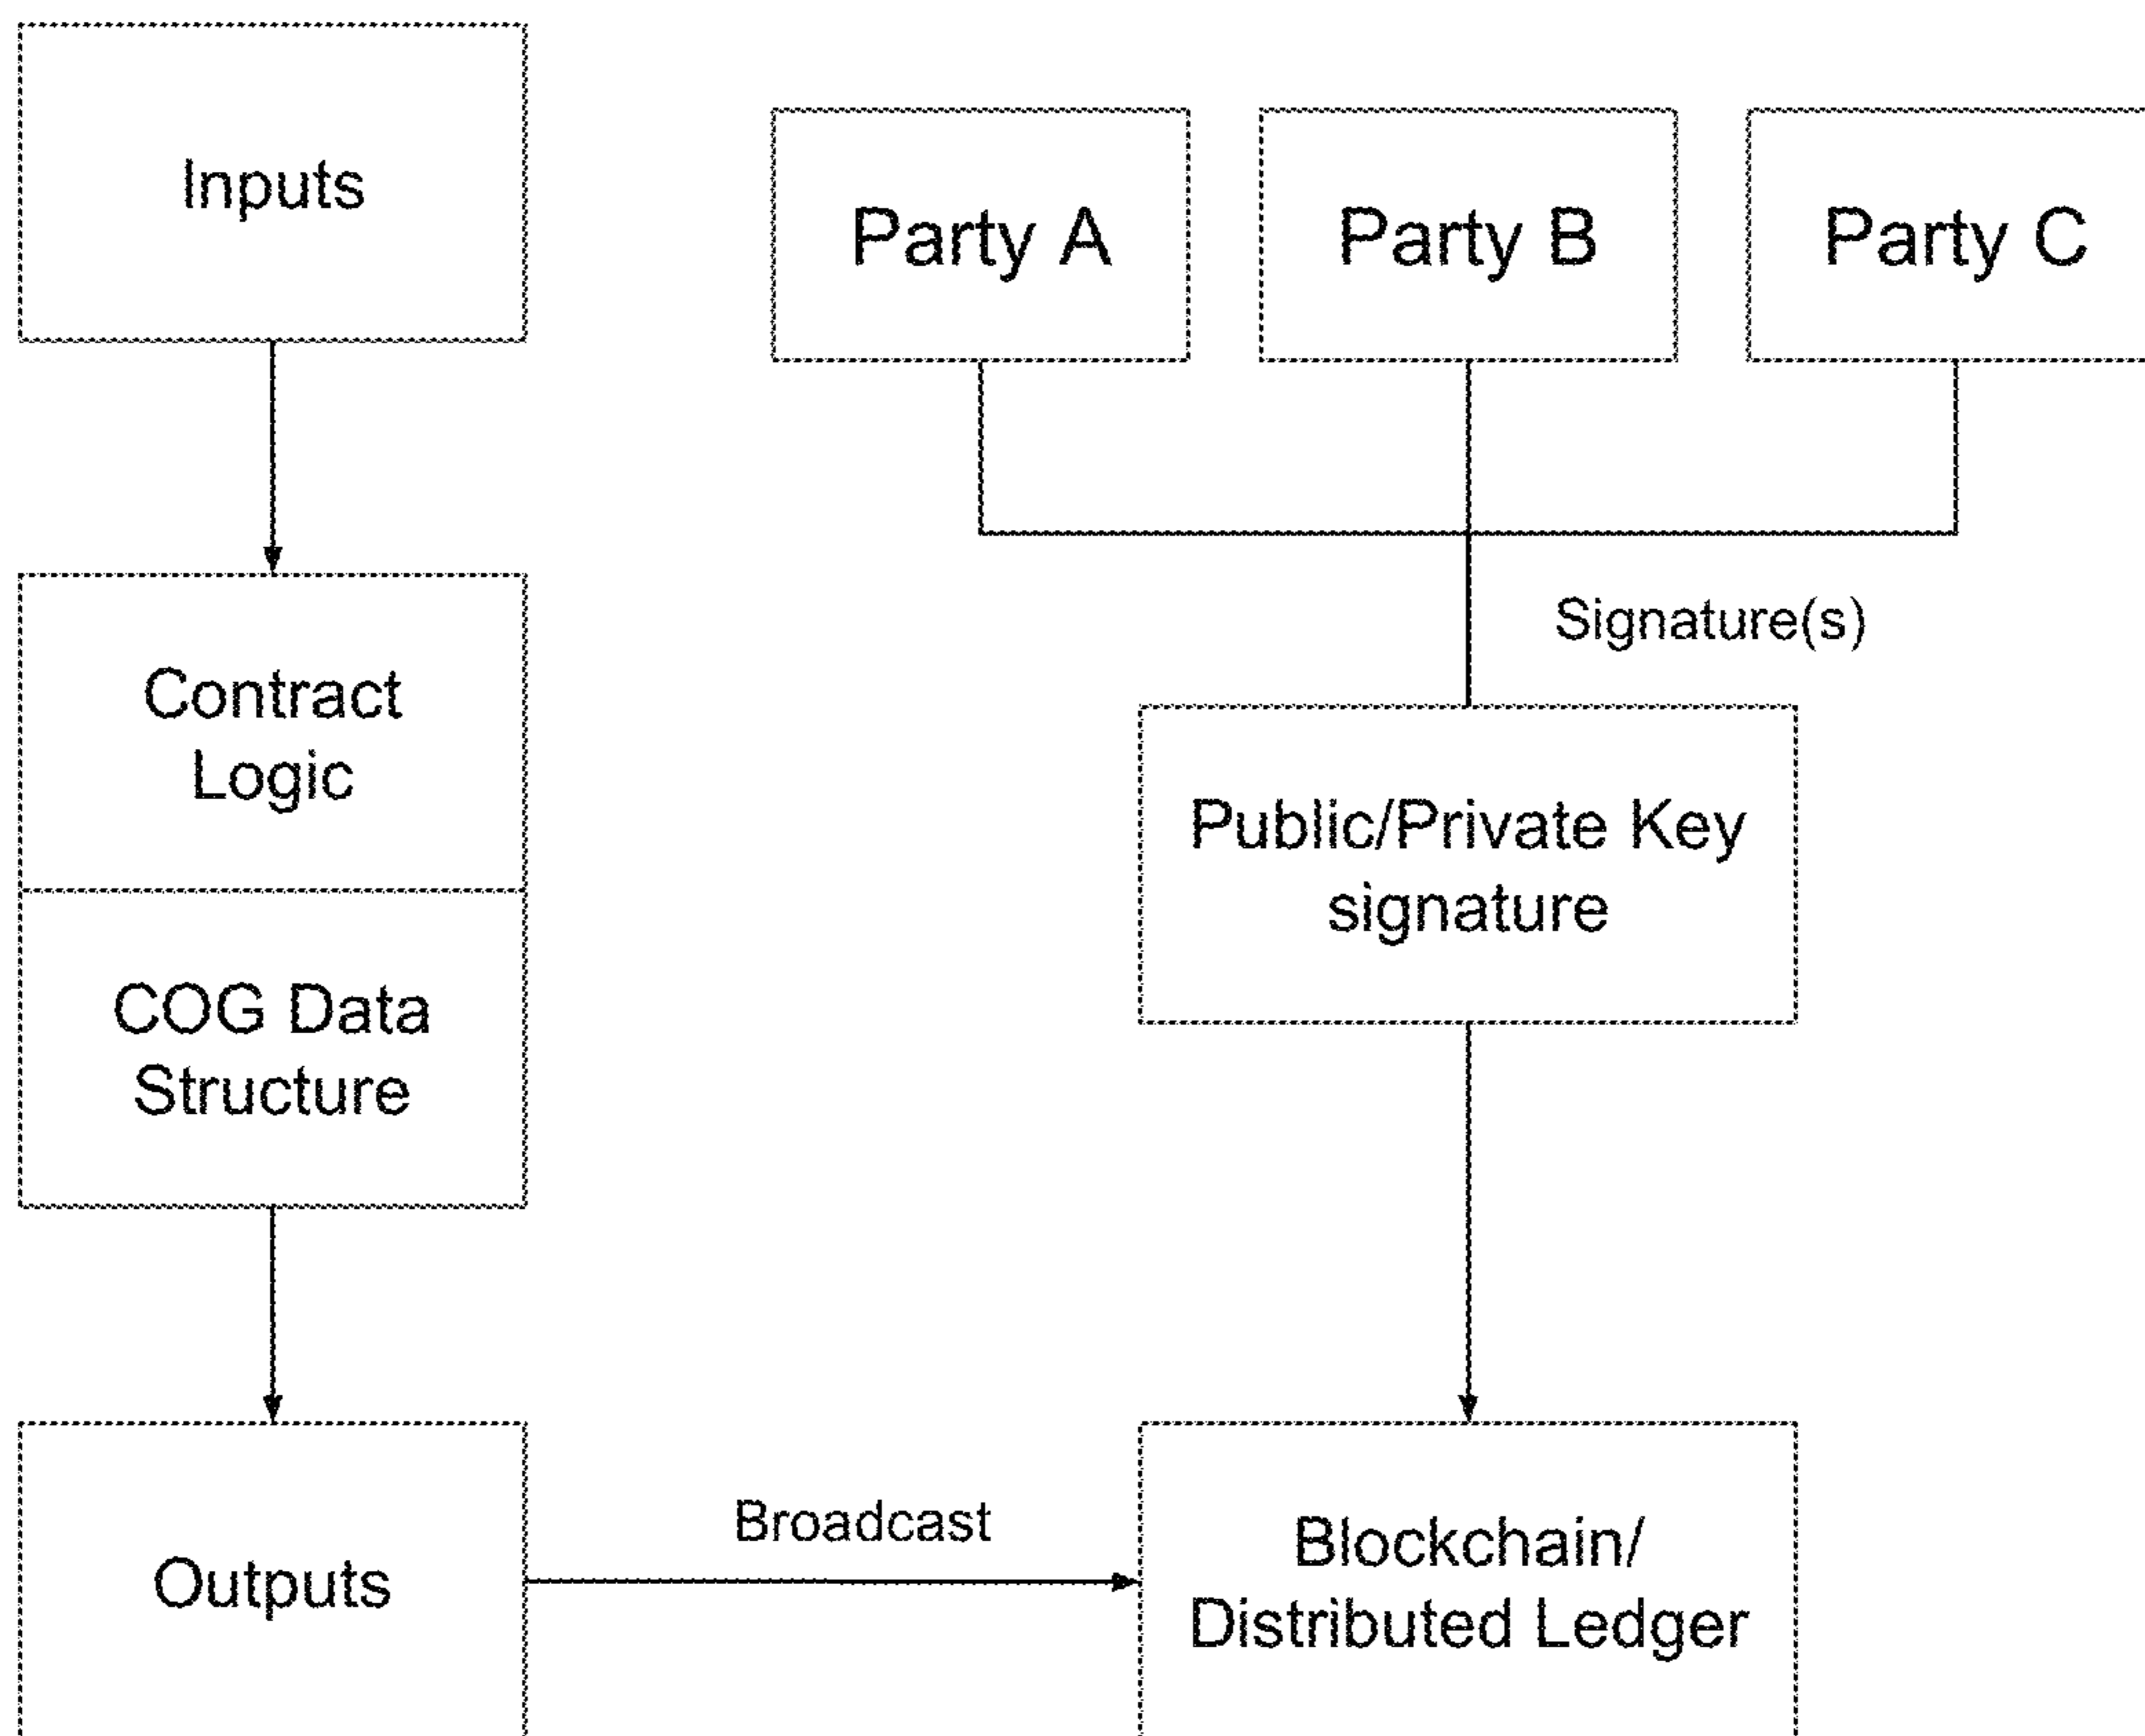 Inputs
Party A
Party B
Party C
Signature(s)
Contract
Logic
Public/Private Key
signature
COG Data
Structure
Broadcast
Outputs
Blockchain/
Distributed Ledger